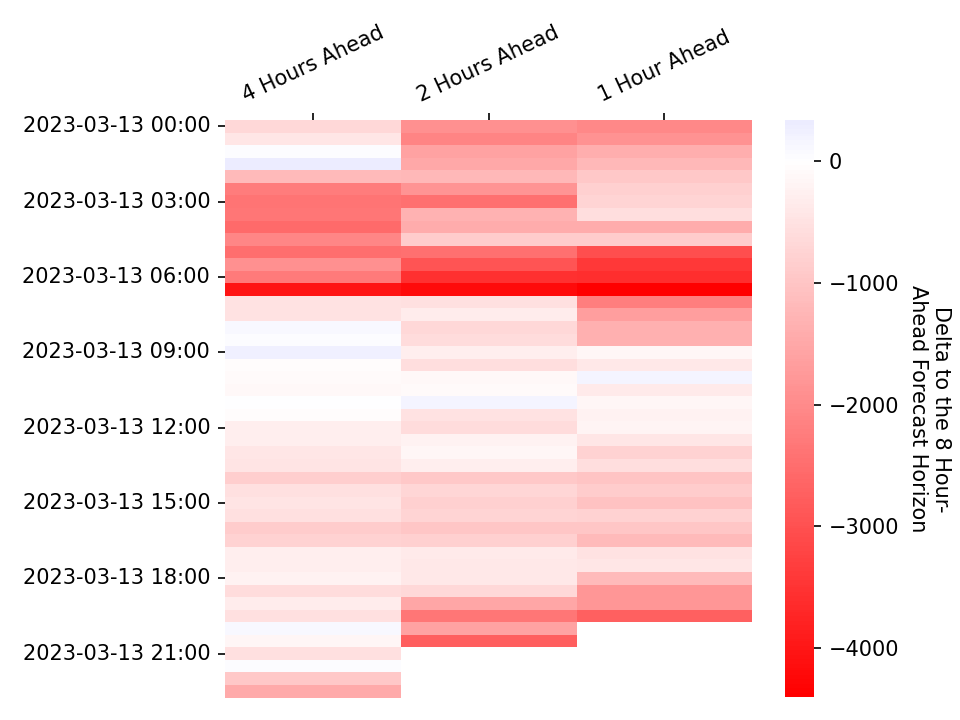 4 Hours Ahead
2 Hours Ahead
1 Hour Ahead
2023-03-13 00:00
2023-03-13 03:00
2023-03-13 06:00
2023-03-13 09:00
2023-03-13 12:00
2023-03-13 15:00
2023-03-13 18:00
2023-03-13 21:00
0
−1000
−2000
−3000
−4000
Delta to the 8 Hour-
Ahead Forecast Horizon